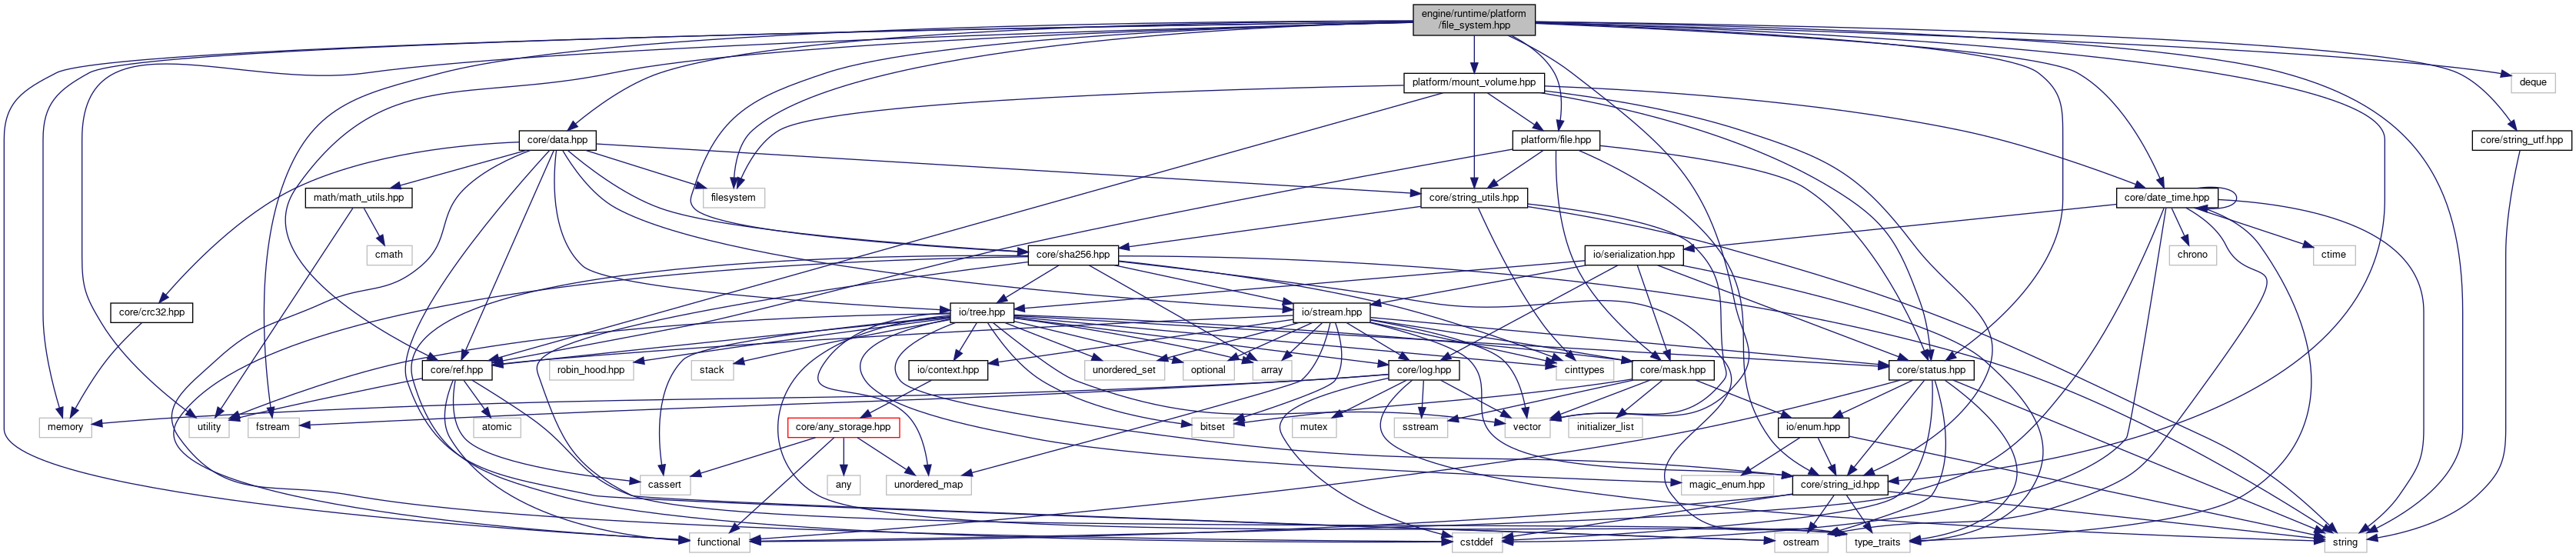 engine/runtime/platform
/file_system.hpp
platform/mount_volume.hpp
deque
core/data.hpp
platform/file.hpp
core/string_utf.hpp
math/math_utils.hpp
filesystem
core/string_utils.hpp
core/date_time.hpp
cmath
core/sha256.hpp
io/serialization.hpp
chrono
ctime
core/crc32.hpp
io/tree.hpp
io/stream.hpp
core/ref.hpp
robin_hood.hpp
stack
io/context.hpp
unordered_set
optional
array
core/log.hpp
cinttypes
core/mask.hpp
core/status.hpp
memory
utility
fstream
atomic
core/any_storage.hpp
bitset
mutex
sstream
vector
initializer_list
io/enum.hpp
cassert
any
unordered_map
magic_enum.hpp
core/string_id.hpp
functional
cstddef
ostream
type_traits
string